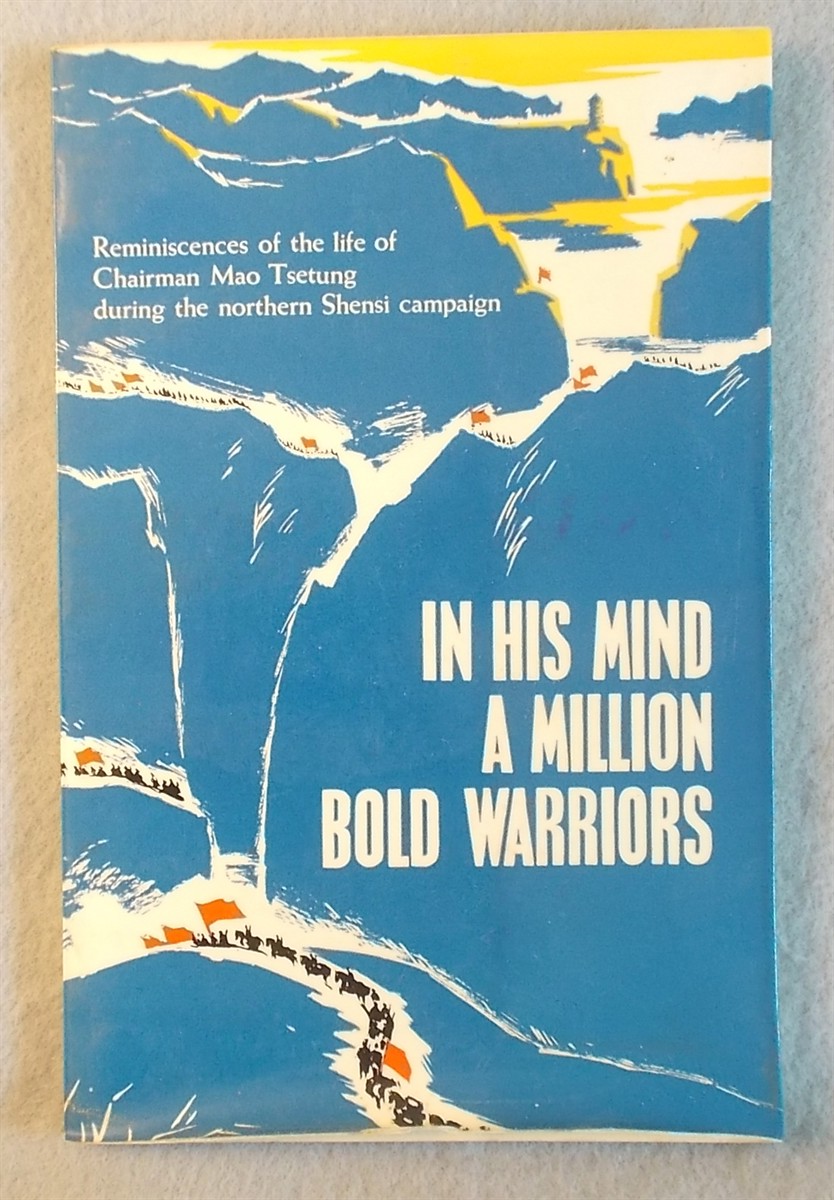 Reminiscences of the life of
Chairman Mao Tsetung
during the northern Shensi campaign
IN HIS MIND
A MILLION
BOLD WARRIORS